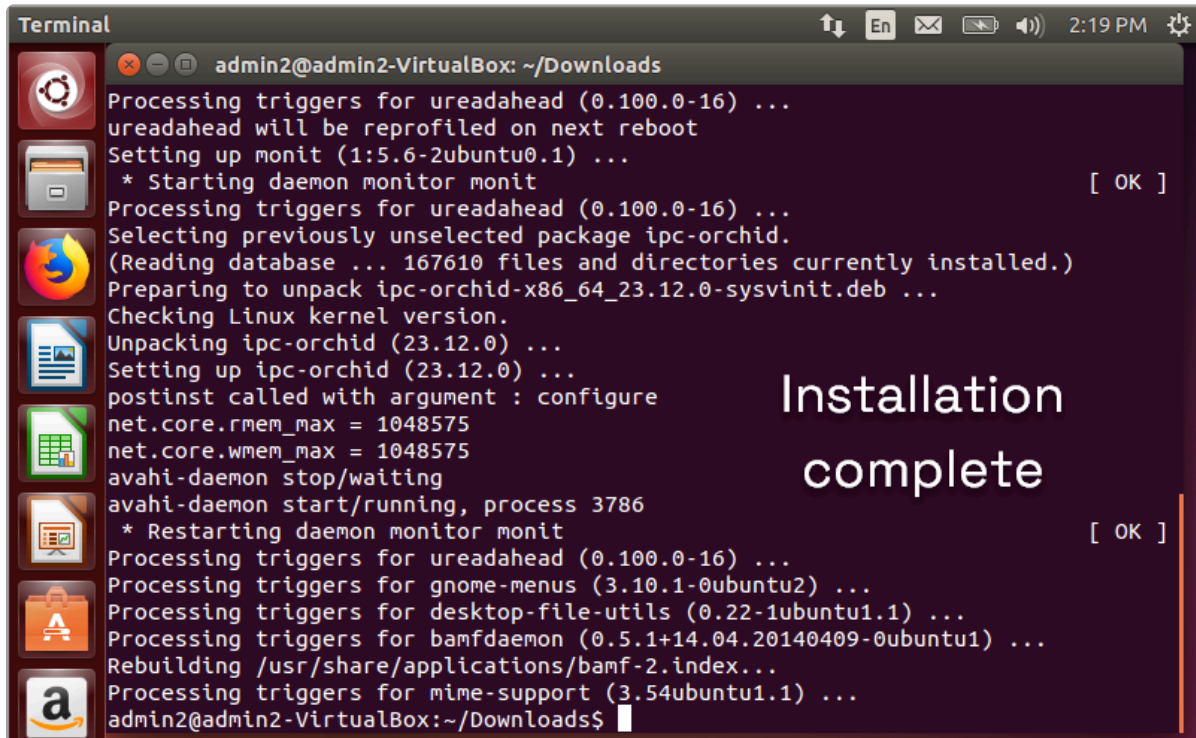 Terminal
En
2:19 PM
admin2@admin2-VirtualBox: ~/Downloads
Processing triggers for ureadahead (0.100.0-16) ...
ureadahead will be reprofiled on next reboot
Setting up monit (1:5.6-2ubuntu0.1) ...
 * Starting daemon monitor monit [ OK ]
Processing triggers for ureadahead (0.100.0-16) ...
Selecting previously unselected package ipc-orchid.
(Reading database ... 167610 files and directories currently installed.)
Preparing to unpack ipc-orchid-x86_64_23.12.0-sysvinit.deb ...
Checking Linux kernel version.
Unpacking ipc-orchid (23.12.0) ...
Setting up ipc-orchid (23.12.0) ...
postinst called with argument : configure
net.core.rmem_max = 1048575
net.core.wmem_max = 1048575
avahi-daemon stop/waiting
avahi-daemon start/running, process 3786
 * Restarting daemon monitor monit [ OK ]
Processing triggers for ureadahead (0.100.0-16) ...
Processing triggers for gnome-menus (3.10.1-0ubuntu2) ...
Processing triggers for desktop-file-utils (0.22-1ubuntu1.1) ...
Processing triggers for bamfdaemon (0.5.1+14.04.20140409-0ubuntu1) ...
Rebuilding /usr/share/applications/bamf-2.index...
Processing triggers for mime-support (3.54ubuntu1.1) ...
admin2@admin2-VirtualBox:~/Downloads$
Installation
complete